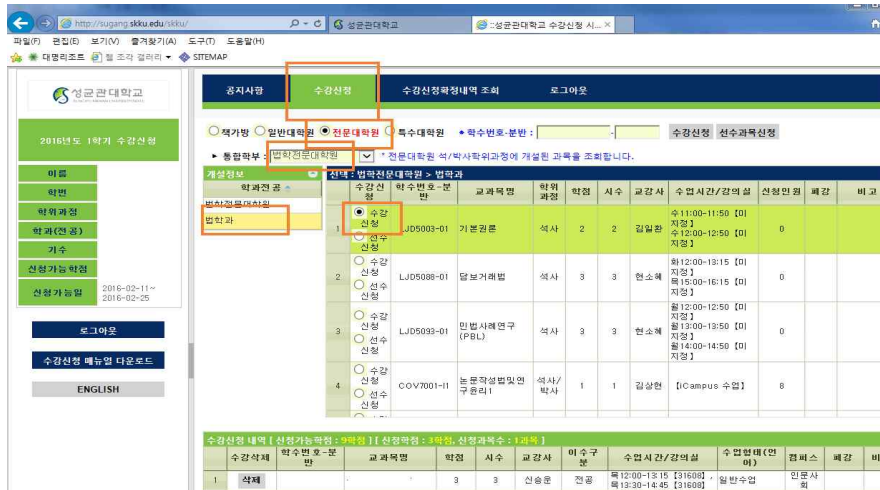 http://sugang.skku.edu/skku/
성균관대학교
::성균관대학교 수강신청 시...
파일(F) 편집(E) 보기(V) 즐겨찾기(A) 도구(T) 도움말(H)
대명리조트 웹 조각 갤러리 SITEMAP
성균관대학교
공지사항 수강신청 수강신청확정내역 조회 로그아웃
2016년도 1학기 수강신청
이름
학번
학위과정
학과(전공)
기수
신청가능학점
신청가능일 2016-02-11~
2016-02-25
로그아웃
수강신청 매뉴얼 다운로드
ENGLISH
책가방 일반대학원 전문대학원 특수대학원 학수번호-분반 : - 수강신청 선수과목신청
통합학부 : 법학전문대학원 * 전문대학원 석/박사학위과정에 개설된 과목을 조회합니다.
개설정보
학과전공
법학전문대학원
법학과
선택 : 법학전문대학원 > 법학과
수강신청 학수번호-분반 교과목명 학위과정 학점 시수 교강사 수업시간/강의실 신청인원 폐강 비고
1 수강신청 선수신청 LJD5003-01 기본권론 석사 2 2 김일환 수11:00-11:50【미지정】 수12:00-12:50【미지정】 0
2 수강신청 선수신청 LJD5088-01 담보거래법 석사 3 3 현소혜 화12:00-13:15【미지정】 목15:00-16:15【미지정】 0
3 수강신청 선수신청 LJD5093-01 민법사례연구(PBL) 석사 3 3 현소혜 월12:00-12:50【미지정】 월13:00-13:50【미지정】 월14:00-14:50【미지정】 0
4 수강신청 선수신청 COV7001-I1 논문작성법및연구윤리1 석사/박사 1 1 김상현 【iCampus 수업】 8
수강신청 내역 [ 신청가능학점 : 9학점 ] [ 신청학점 : 3학점, 신청과목수 : 1과목 ]
수강삭제 학수번호-분반 교과목명 학점 시수 교강사 이수구분 수업시간/강의실 수업형태(언어) 캠퍼스 폐강 비
1 삭제 3 3 신승윤 전공 목12:00-13:15【31608】, 목13:30-14:45【31608】 일반수업 인문사회